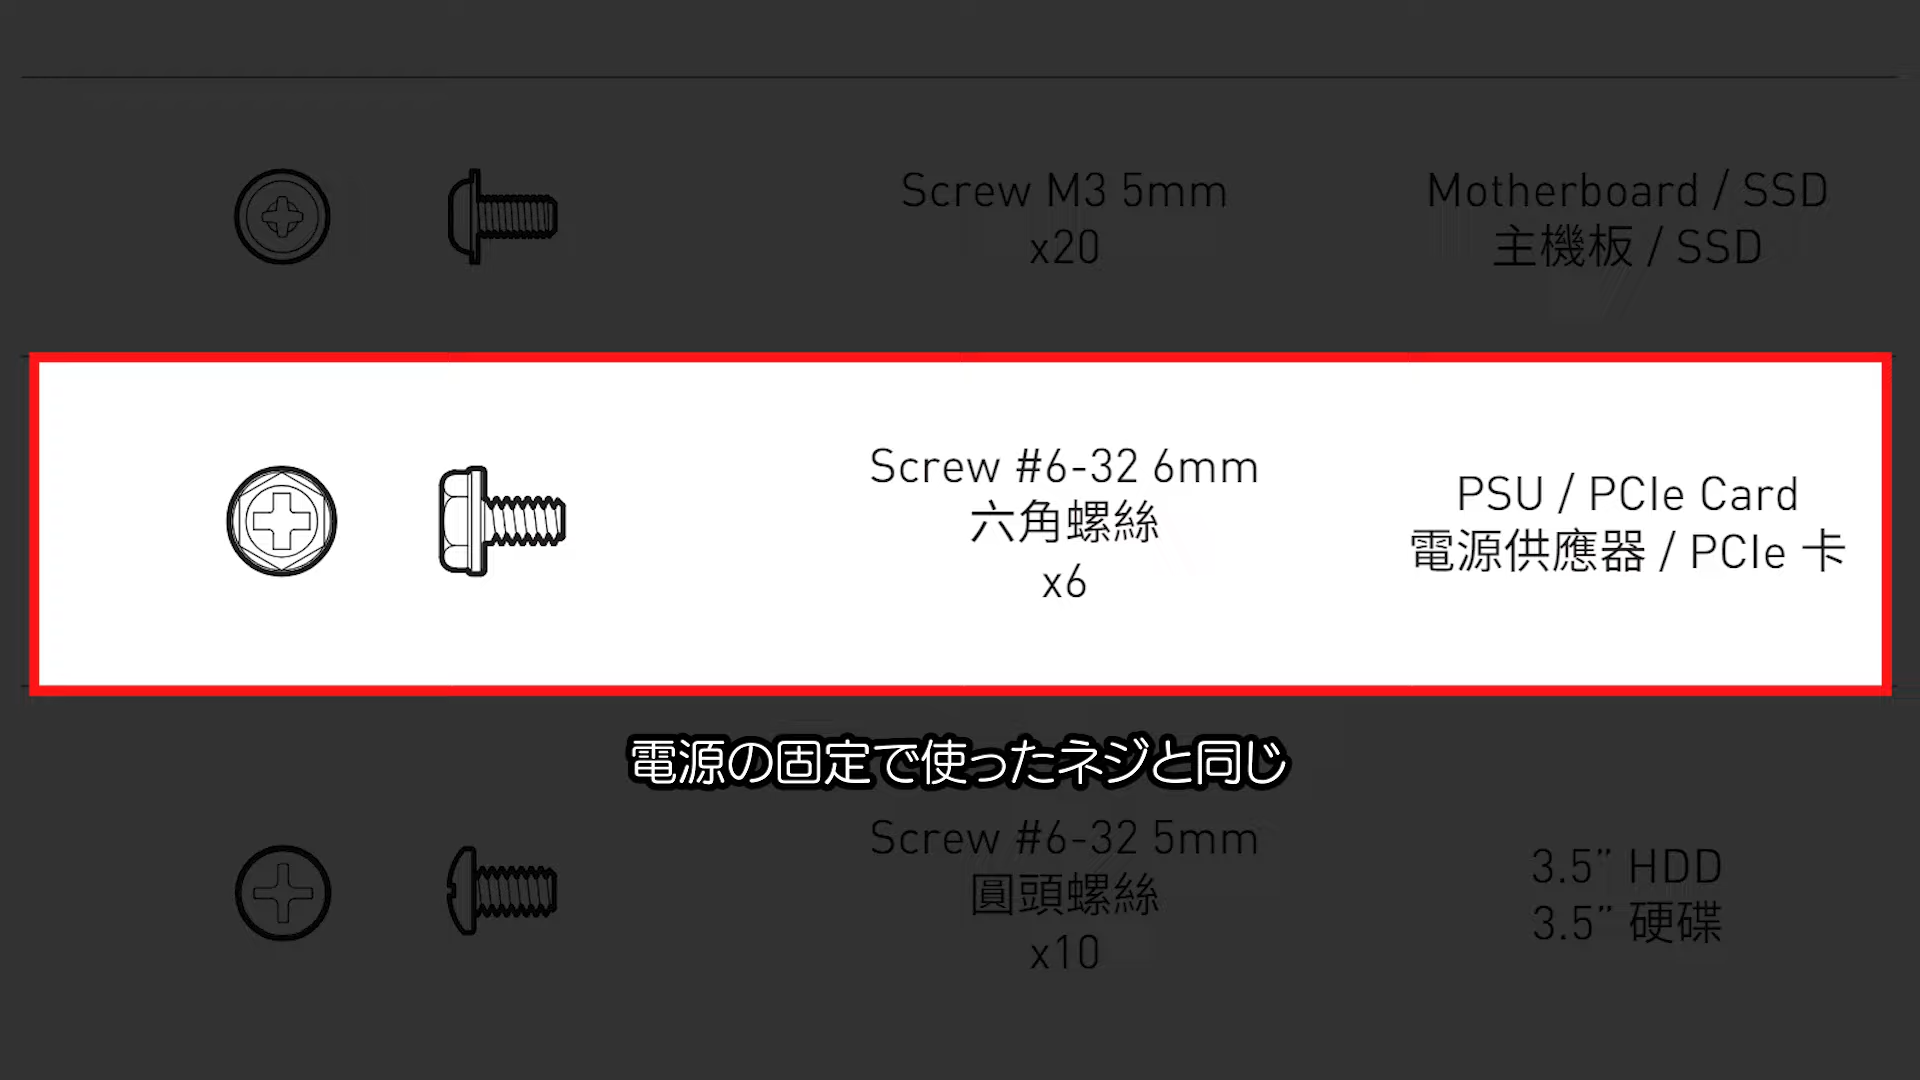 Screw M3 5mm
x20
Motherboard / SSD
主機板 / SSD
Screw #6-32 6mm
六角螺絲
x6
PSU / PCIe Card
電源供應器 / PCIe 卡
電源の固定で使ったネジと同じ
Screw #6-32 5mm
圓頭螺絲
x10
3.5” HDD
3.5” 硬碟